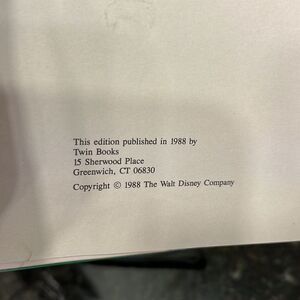 This edition published in 1988 by
Twin Books
15 Sherwood Place
Greenwich, CT 06830
Copyright © 1988 The Walt Disney Company